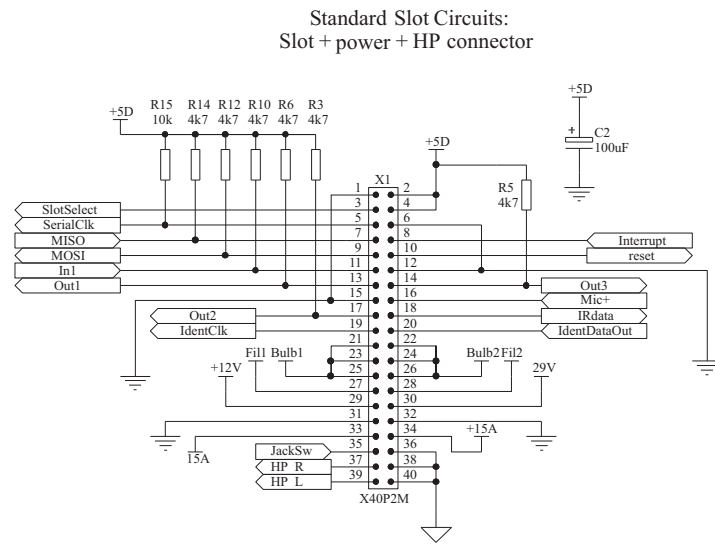 Standard Slot Circuits:
Slot + power + HP connector
+5D
R15 R14 R12 R10 R6 R3
10k 4k7 4k7 4k7 4k7 4k7
+5D
+ C2
100uF
+5D
R5
4k7
X1
1 2
SlotSelect 3 4
SerialClk 5 6
MISO 7 8 Interrupt
MOSI 9 10 reset
In1 11 12
Out1 13 14 Out3
15 16 Mic+
Out2 17 18 IRdata
IdentClk 19 20 IdentDataOut
21 22
Fil1 Bulb1 23 24 Bulb2 Fil2
+12V 25 26 29V
27 28
29 30
31 32
33 34 +15A
15A JackSw 35 36
HP R 37 38
HP L 39 40
X40P2M